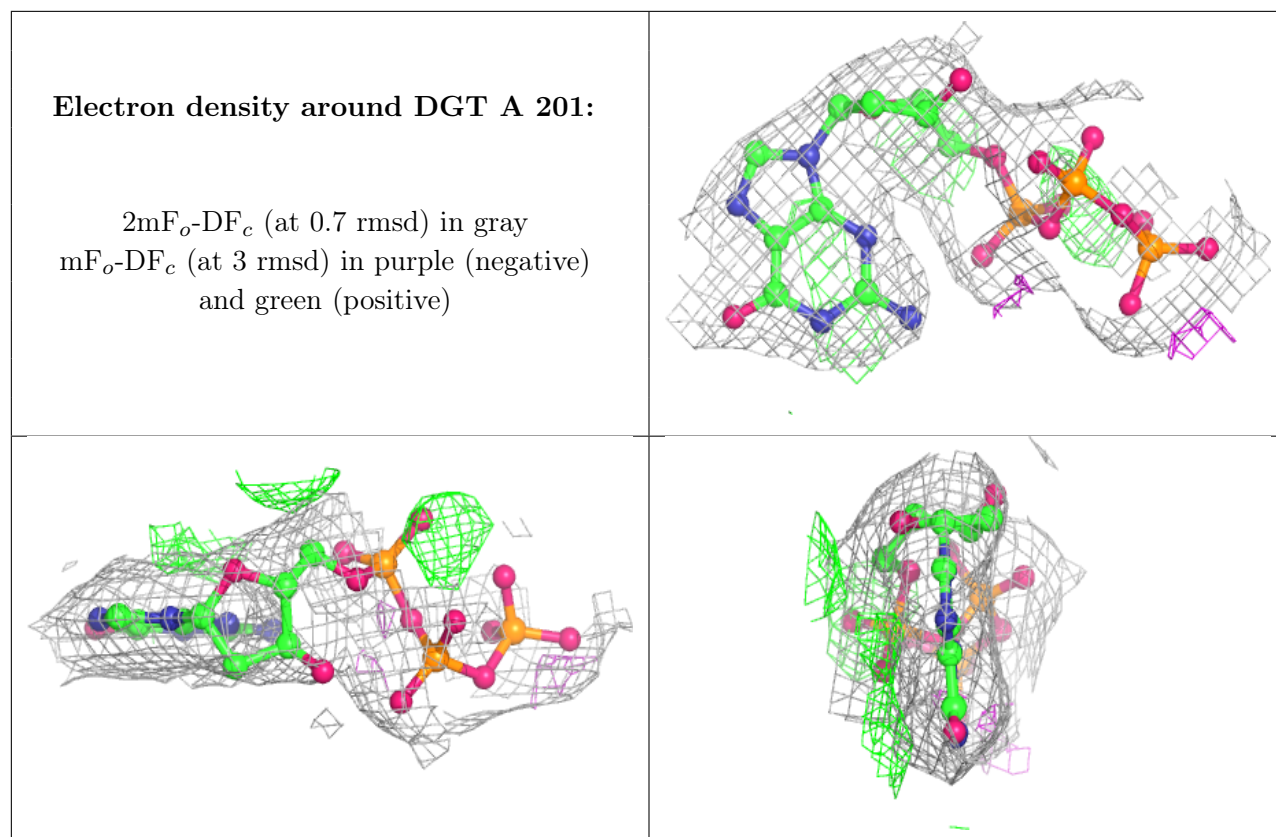 Electron density around DGT A 201:
2mFo-DFc (at 0.7 rmsd) in gray
mFo-DFc (at 3 rmsd) in purple (negative)
and green (positive)